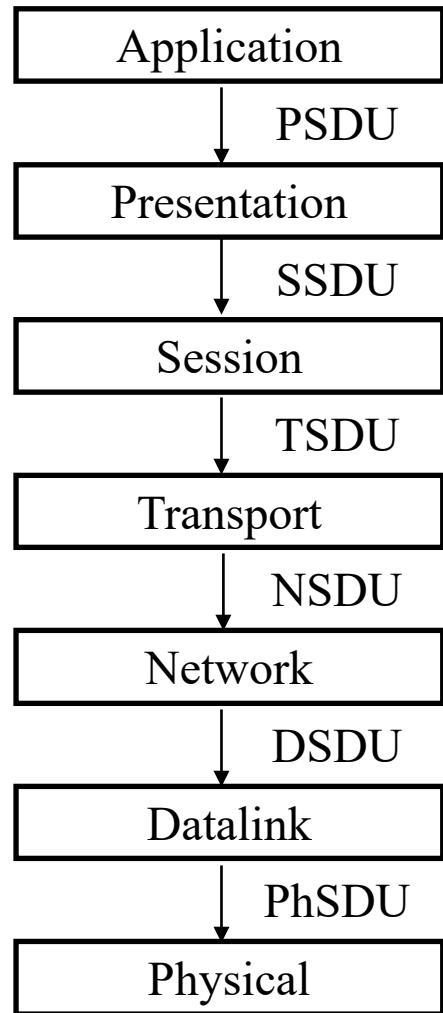 Application
PSDU
Presentation
SSDU
Session
TSDU
Transport
NSDU
Network
DSDU
Datalink
PhSDU
Physical